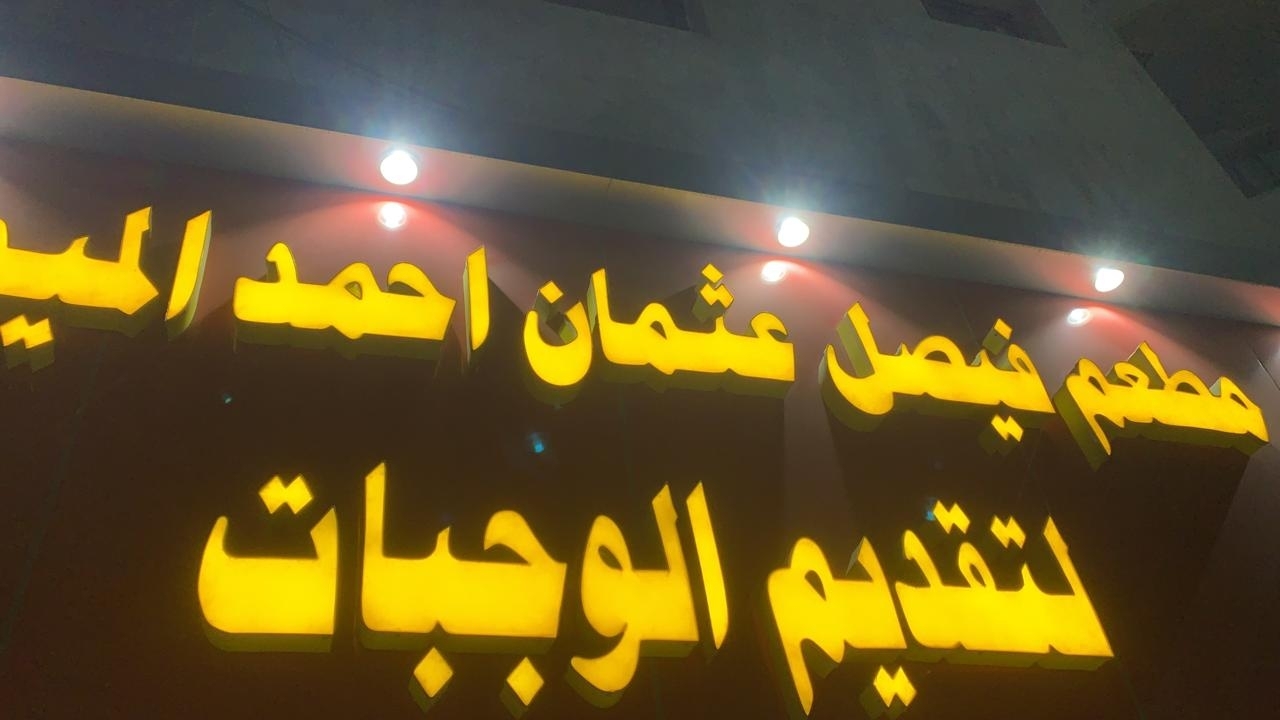 مطعم فيصل عثمان احمد
لتقديم الوجبات